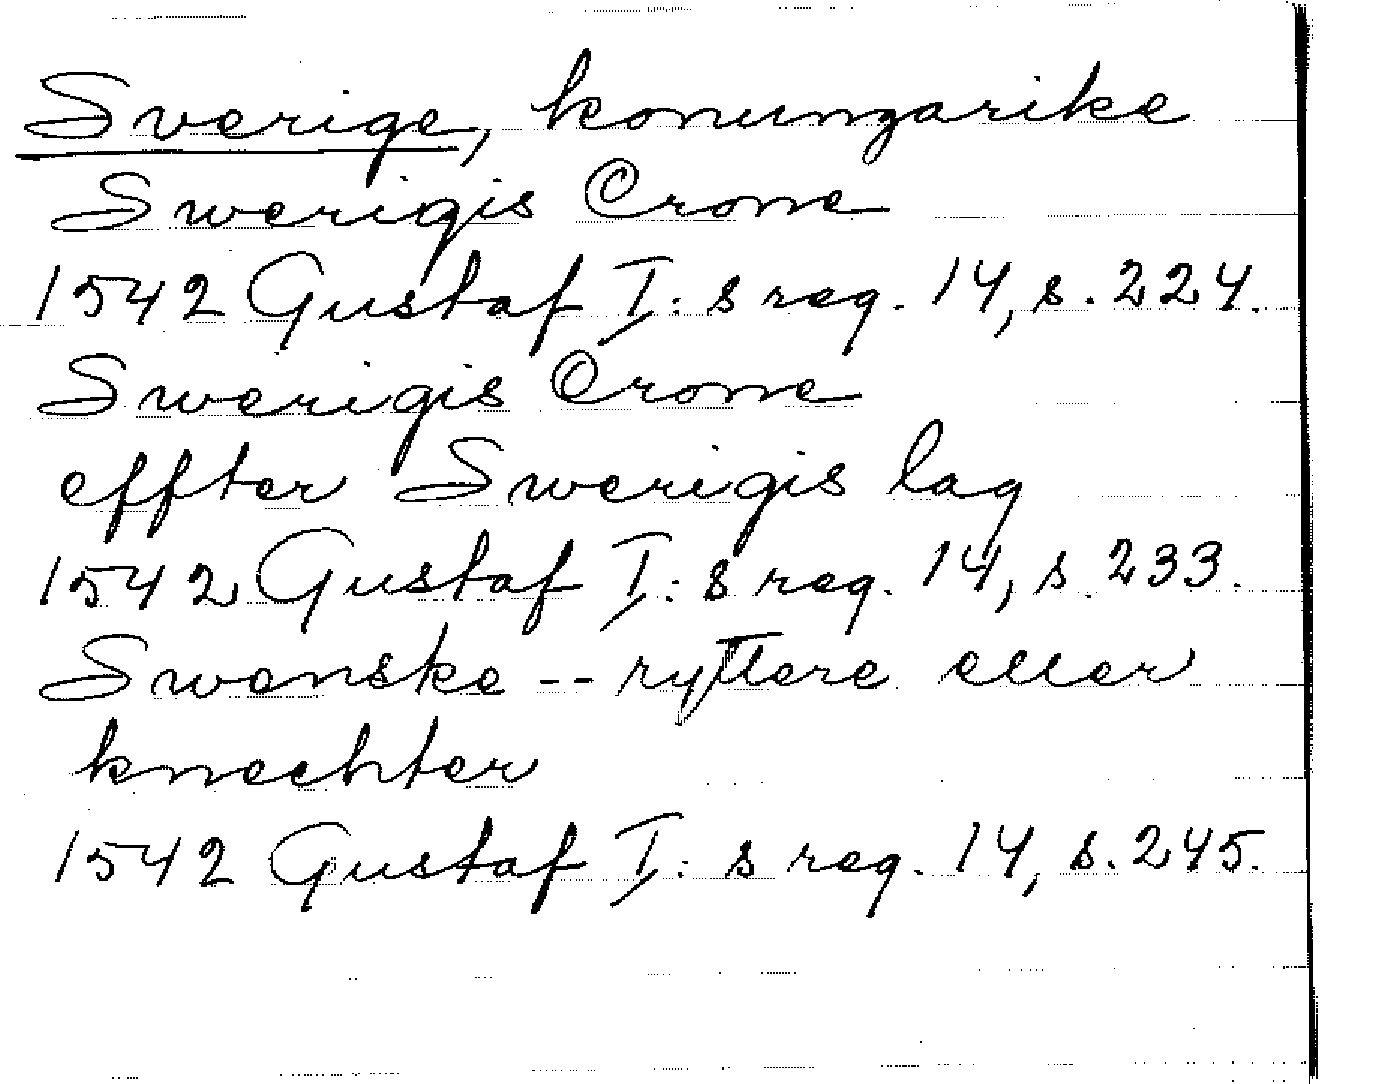 Sverige, konungarike
Swerigis Crone
1542 Gustaf I:s reg. 14, s. 224.
Swerigis Crone
effter Swerigis lag
1542 Gustaf I:s reg. 14, s. 233.
Swenske -- ryttere eller
knechter
1542 Gustaf I:s reg. 14, s. 245.